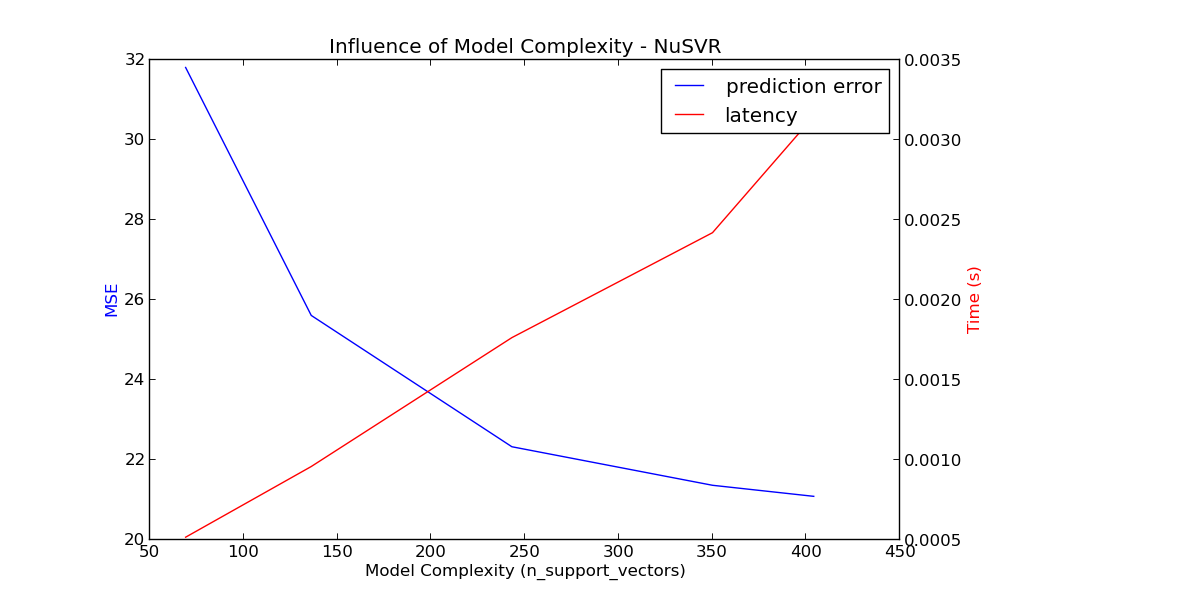 Influence of Model Complexity - NuSVR
32
30
28
26
24
22
20
MSE
prediction error
latency
0.0035
0.0030
0.0025
0.0020
0.0015
0.0010
0.0005
Time (s)
50 100 150 200 250 300 350 400 450
Model Complexity (n_support_vectors)